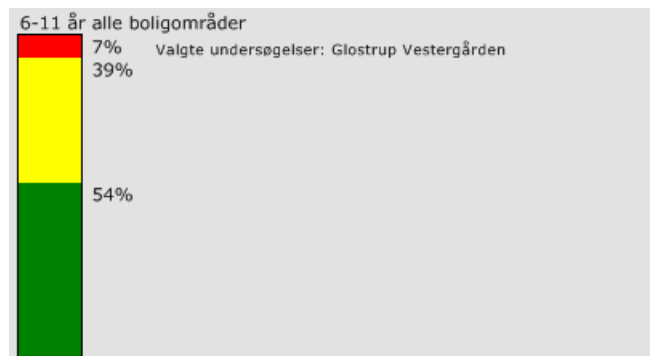 6-11 år alle boligområder
7% Valgte undersøgelser: Glostrup Vestergården
39%
54%